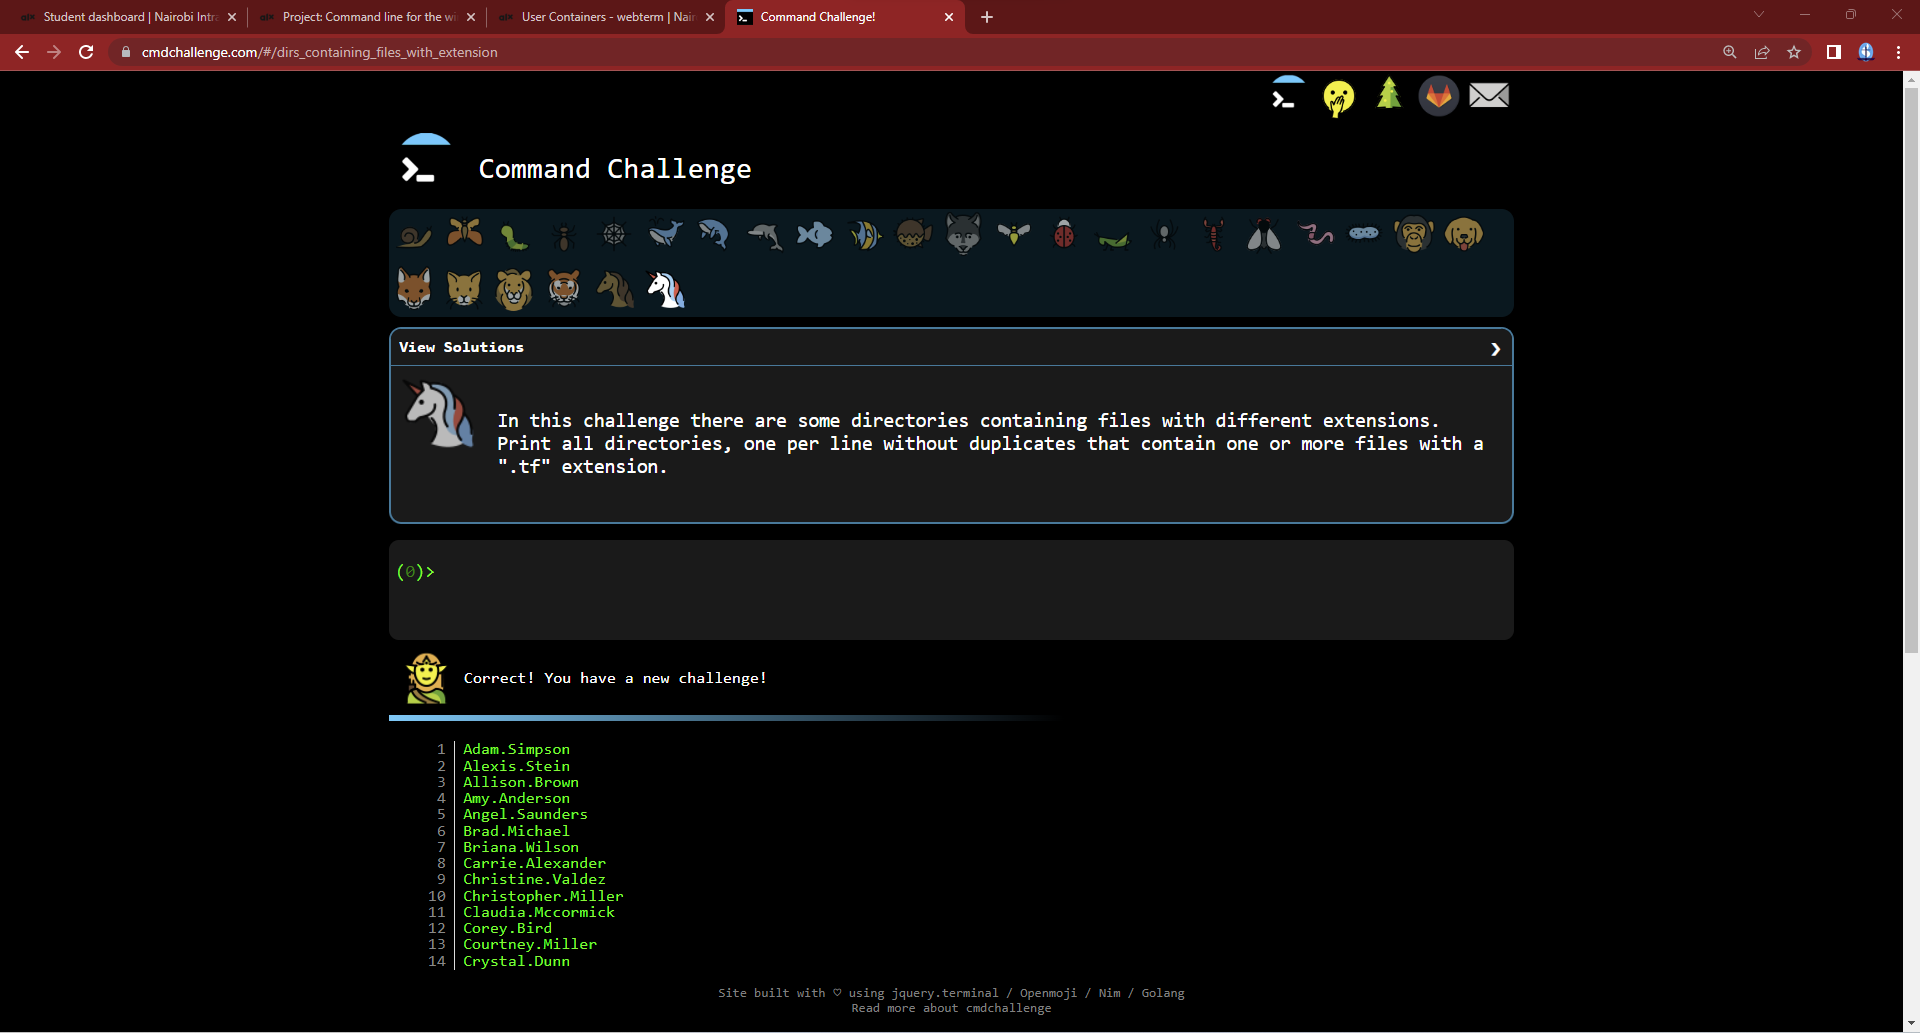 Student dashboard | Nairobi Intra
Project: Command line for the wi
User Containers - webterm | Nair
Command Challenge!
cmdchallenge.com/#/dirs_containing_files_with_extension
Command Challenge
View Solutions
In this challenge there are some directories containing files with different extensions.
Print all directories, one per line without duplicates that contain one or more files with a
".tf" extension.
(0)>
Correct! You have a new challenge!
1 Adam.Simpson
2 Alexis.Stein
3 Allison.Brown
4 Amy.Anderson
5 Angel.Saunders
6 Brad.Michael
7 Briana.Wilson
8 Carrie.Alexander
9 Christine.Valdez
10 Christopher.Miller
11 Claudia.Mccormick
12 Corey.Bird
13 Courtney.Miller
14 Crystal.Dunn
Site built with ♡ using jquery.terminal / Openmoji / Nim / Golang
Read more about cmdchallenge